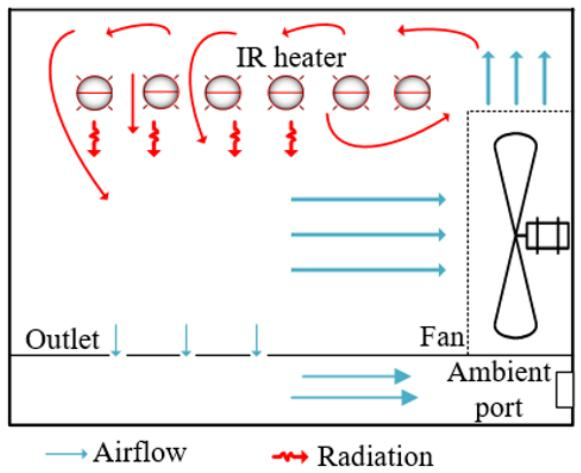 IR heater
Outlet
Fan
Ambient
port
Airflow
Radiation